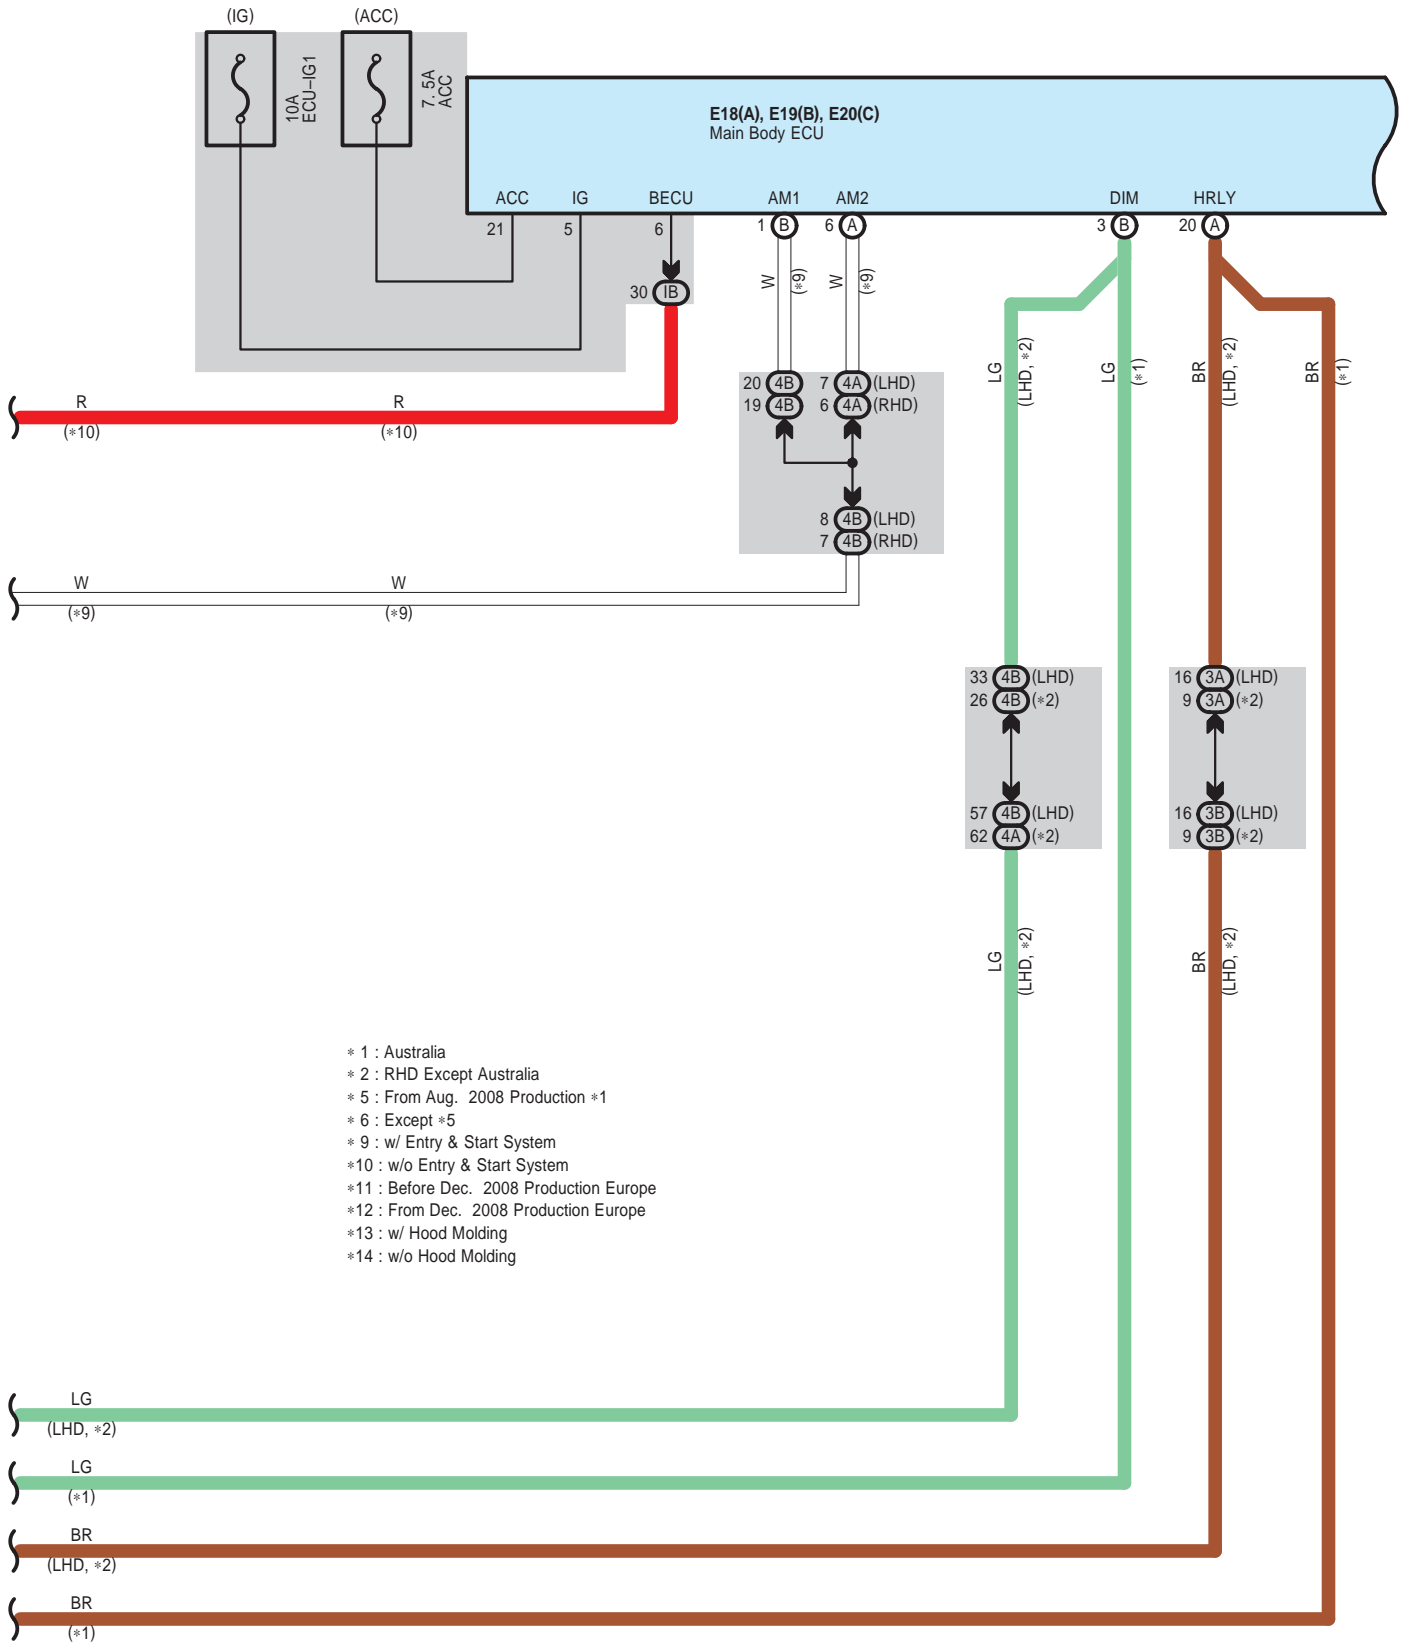 (IG) (ACC)
10A
ECU–IG1
7. 5A
ACC
E18(A), E19(B), E20(C)
Main Body ECU
ACC IG BECU AM1 AM2 DIM HRLY
21 5 6 1 B 6 A 3 B 20 A
W (∗9) W (∗9)
30 IB
LG (LHD, ∗2) LG (∗1) BR (LHD, ∗2) BR (∗1)
20 4B 7 4A (LHD)
19 4B 6 4A (RHD)
R R
(∗10) (∗10)
8 4B (LHD)
7 4B (RHD)
W W
(∗9) (∗9)
33 4B (LHD) 16 3A (LHD)
26 4B (∗2) 9 3A (∗2)
57 4B (LHD) 16 3B (LHD)
62 4A (∗2) 9 3B (∗2)
LG (LHD, ∗2) BR (LHD, ∗2)
∗ 1 : Australia
∗ 2 : RHD Except Australia
∗ 5 : From Aug. 2008 Production ∗1
∗ 6 : Except ∗5
∗ 9 : w/ Entry & Start System
∗10 : w/o Entry & Start System
∗11 : Before Dec. 2008 Production Europe
∗12 : From Dec. 2008 Production Europe
∗13 : w/ Hood Molding
∗14 : w/o Hood Molding
LG
(LHD, ∗2)
LG
(∗1)
BR
(LHD, ∗2)
BR
(∗1)